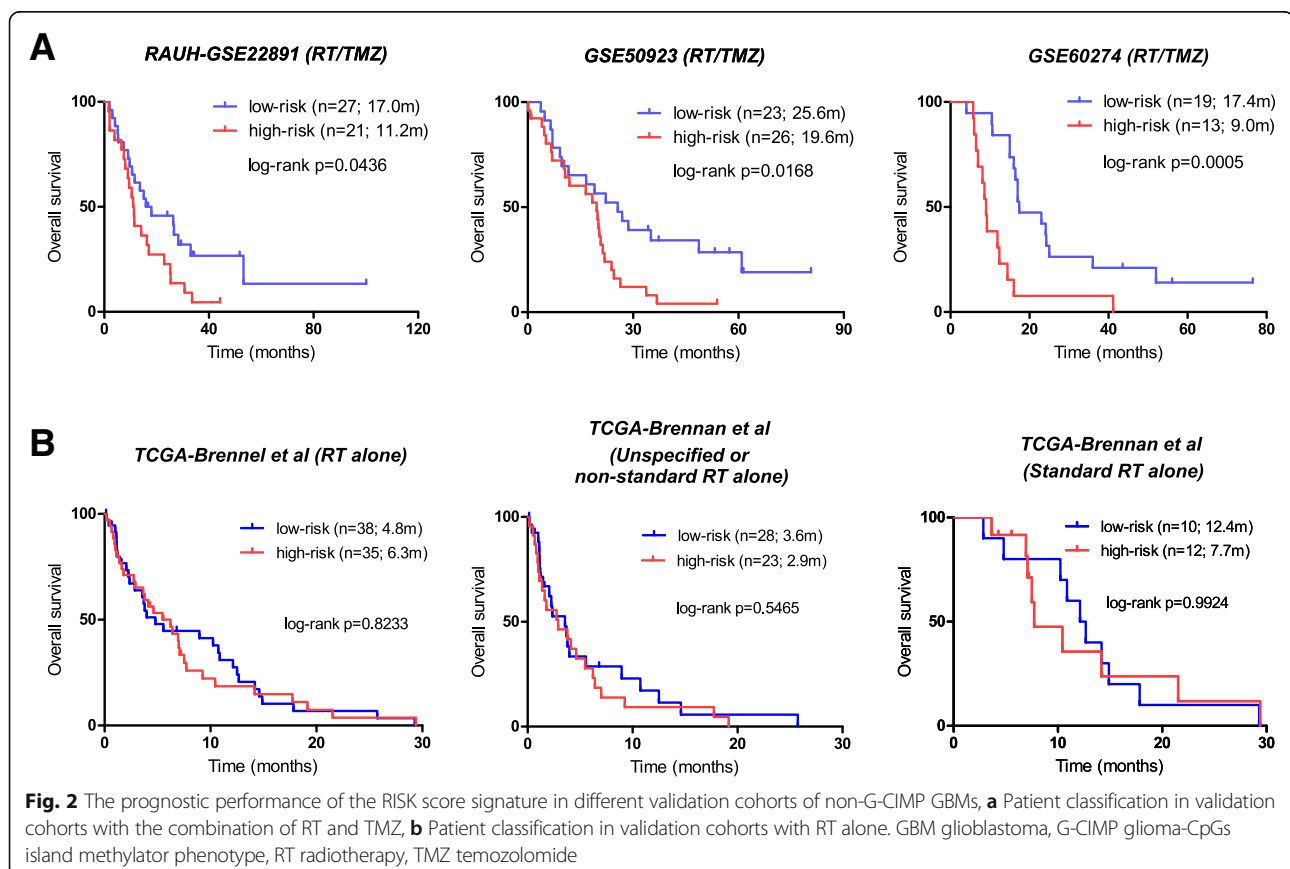 A
RAUH-GSE22891 (RT/TMZ)
low-risk (n=27; 17.0m)
high-risk (n=21; 11.2m)
log-rank p=0.0436
Overall survival
100
50
0
0 40 80 120
Time (months)
GSE50923 (RT/TMZ)
low-risk (n=23; 25.6m)
high-risk (n=26; 19.6m)
log-rank p=0.0168
Overall survival
100
50
0
0 30 60 90
Time (months)
GSE60274 (RT/TMZ)
low-risk (n=19; 17.4m)
high-risk (n=13; 9.0m)
log-rank p=0.0005
Overall survival
100
50
0
0 20 40 60 80
Time (months)
B
TCGA-Brennel et al (RT alone)
low-risk (n=38; 4.8m)
high-risk (n=35; 6.3m)
log-rank p=0.8233
Overall survival
100
50
0
0 10 20 30
Time (months)
TCGA-Brennan et al
(Unspecified or
non-standard RT alone)
low-risk (n=28; 3.6m)
high-risk (n=23; 2.9m)
log-rank p=0.5465
Overall survival
100
50
0
0 10 20 30
Time (months)
TCGA-Brennan et al
(Standard RT alone)
low-risk (n=10; 12.4m)
high-risk (n=12; 7.7m)
log-rank p=0.9924
Overall survival
100
50
0
0 10 20 30
Time (months)
Fig. 2 The prognostic performance of the RISK score signature in different validation cohorts of non-G-CIMP GBMs, a Patient classification in validation
cohorts with the combination of RT and TMZ, b Patient classification in validation cohorts with RT alone. GBM glioblastoma, G-CIMP glioma-CpGs
island methylator phenotype, RT radiotherapy, TMZ temozolomide